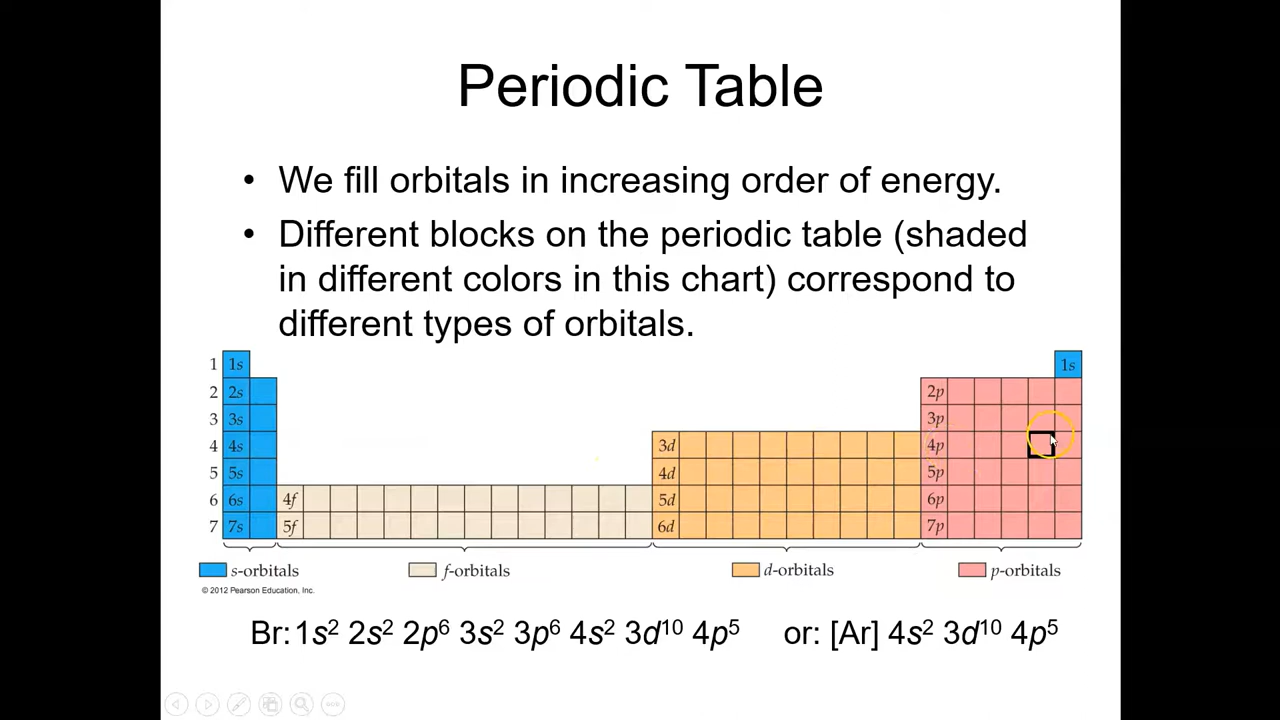 Periodic Table
• We fill orbitals in increasing order of energy.
• Different blocks on the periodic table (shaded
in different colors in this chart) correspond to
different types of orbitals.
1 1s 1s
2 2s 2p
3 3s 3p
4 4s 3d 4p
5 5s 4d 5p
6 6s 4f 5d 6p
7 7s 5f 6d 7p
s-orbitals f-orbitals d-orbitals p-orbitals
© 2012 Pearson Education, Inc.
Br: 1s² 2s² 2p⁶ 3s² 3p⁶ 4s² 3d¹⁰ 4p⁵ or: [Ar] 4s² 3d¹⁰ 4p⁵